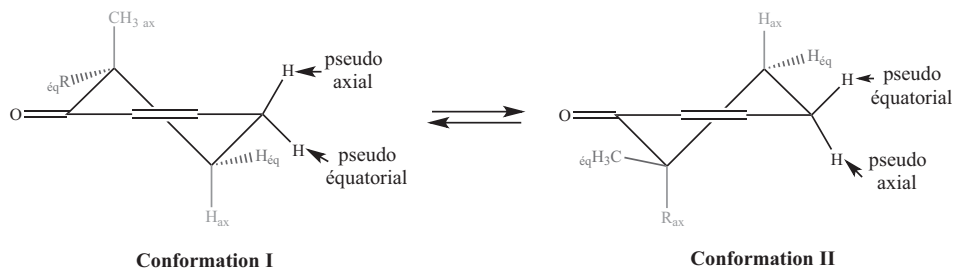 CH3 ax
éqR
O
H
pseudo
axial
H
Héq
pseudo
équatorial
Hax
Conformation I
Hax
Héq
H
pseudo
équatorial
O
éqH3C
H
pseudo
axial
Rax
Conformation II